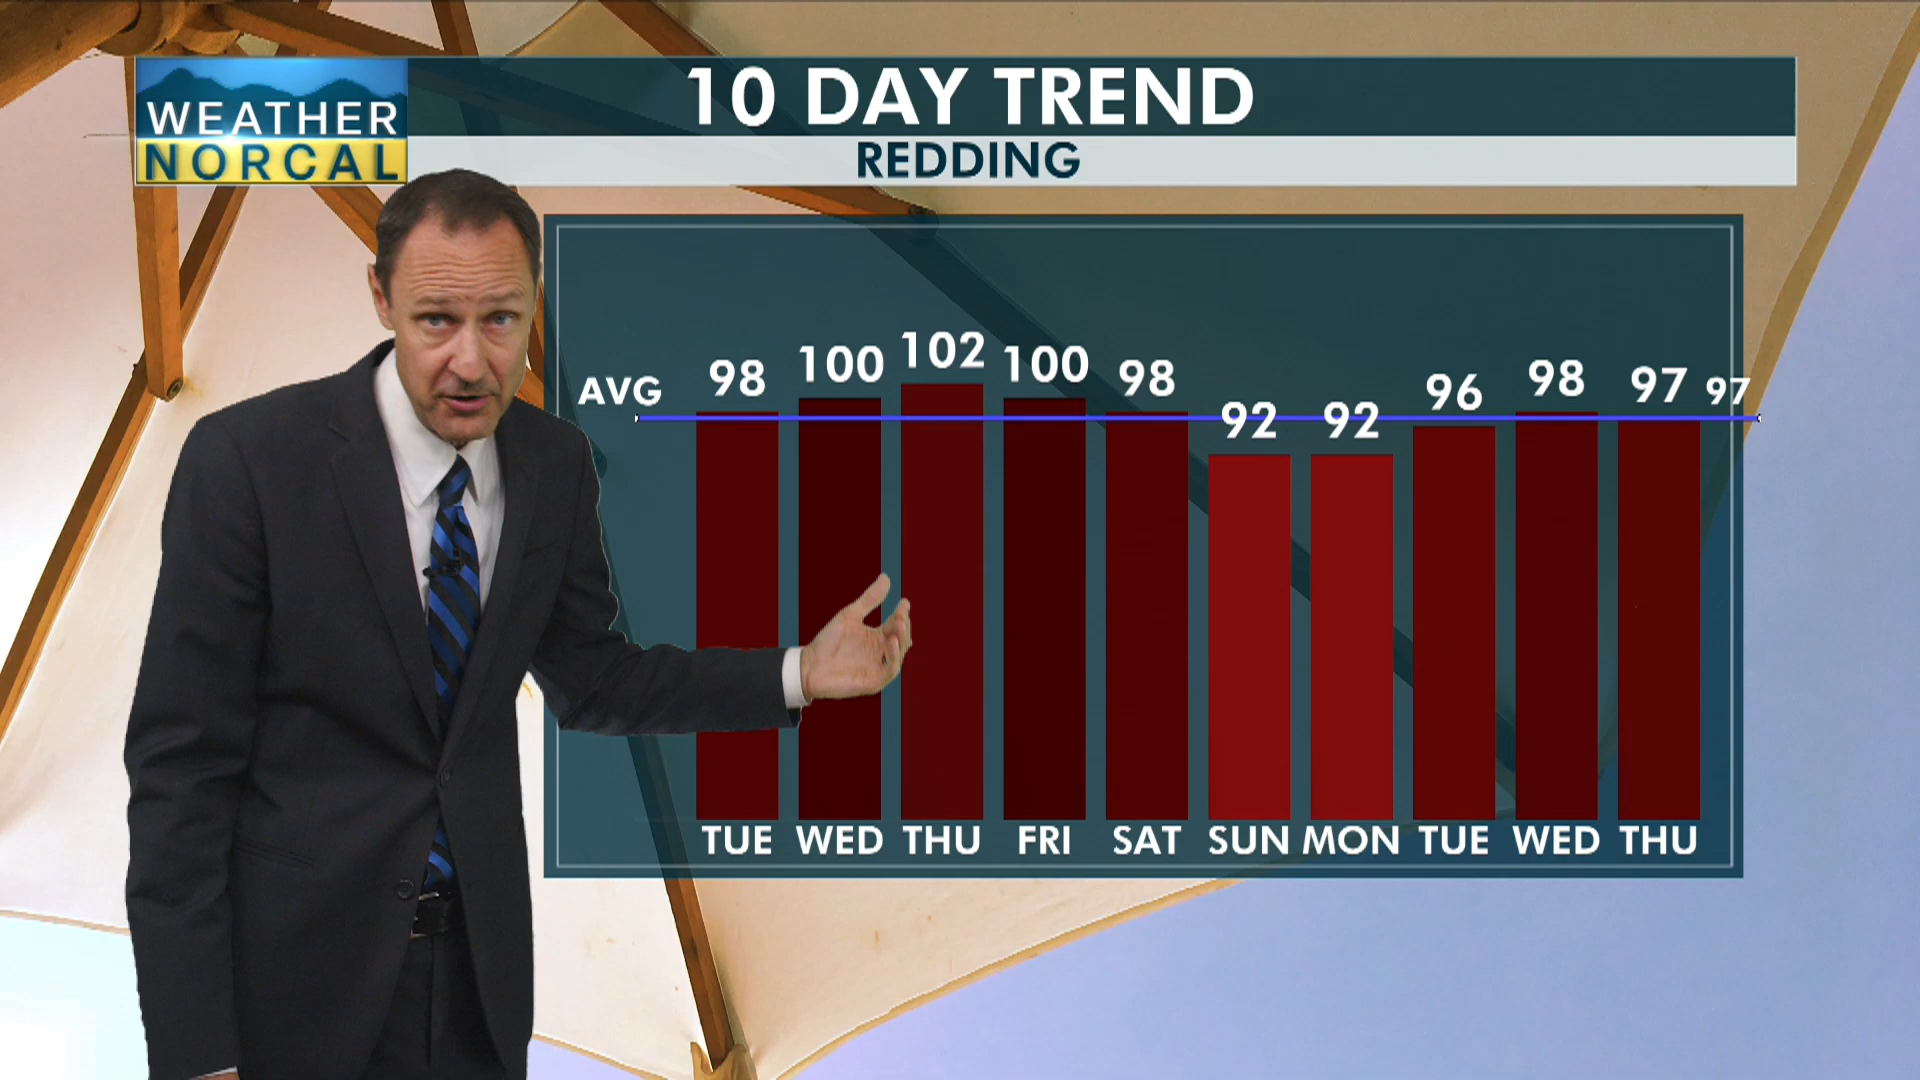 WEATHER
NORCAL
10 DAY TREND
REDDING
AVG 98 100 102 100 98 92 92 96 98 97 97
TUE WED THU FRI SAT SUN MON TUE WED THU